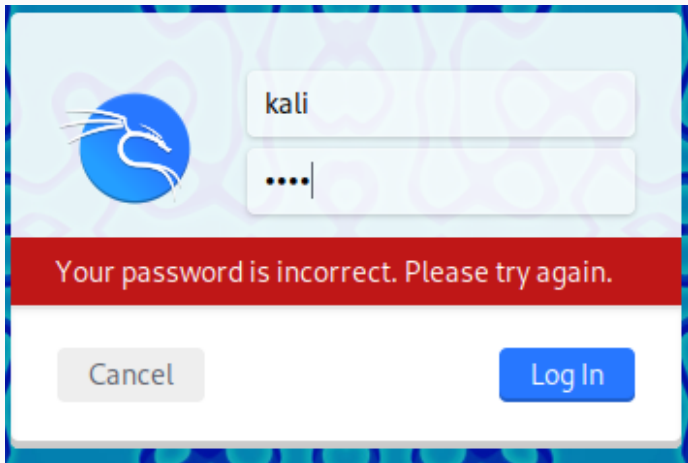 kali
••••
Your password is incorrect. Please try again.
Cancel
Log In